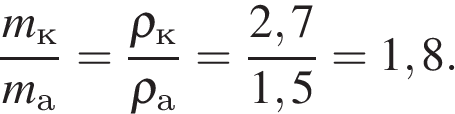 m_к/m_а = ρ_к/ρ_а = 2,7/1,5 = 1,8.